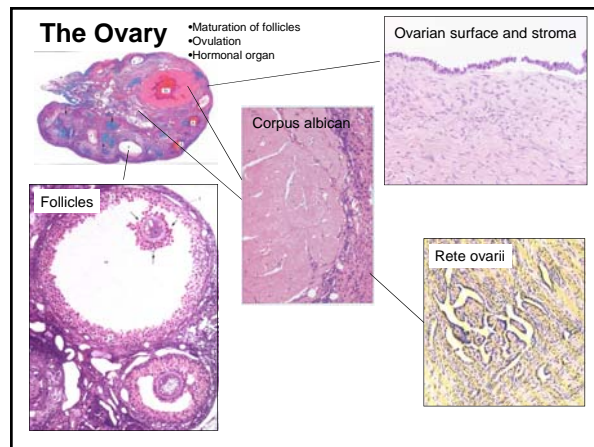 The Ovary
•Maturation of follicles
•Ovulation
•Hormonal organ
Ovarian surface and stroma
Corpus albican
Follicles
Rete ovarii